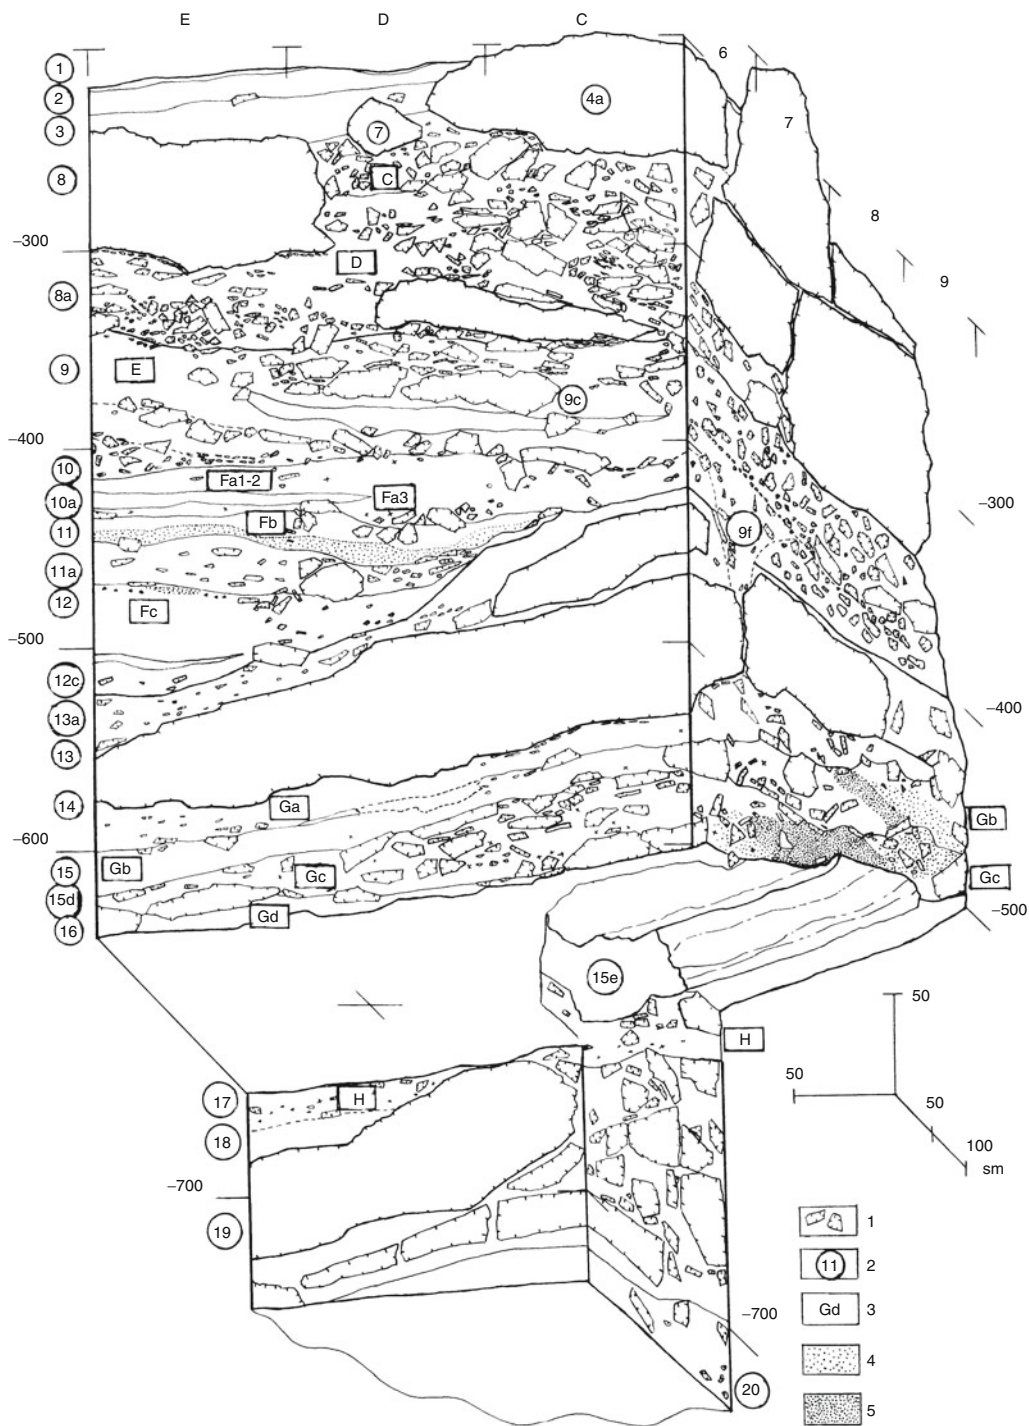 E D C
6
1
2 4a
3 7 7
8 C
8
−300 D
9
8a
9 E
9c
−400
10 Fa1-2
10a Fa3 −300
11 Fb 9f
11a
12 Fc
−500
12c
13a −400
13
14 Ga
Gb
−600
15 Gb Gc Gc
15d
16 Gd −500
15e
50
H
17 H 50
50
18 100
sm
−700
19 1
11 2
Gd 3
−700
4
20
5